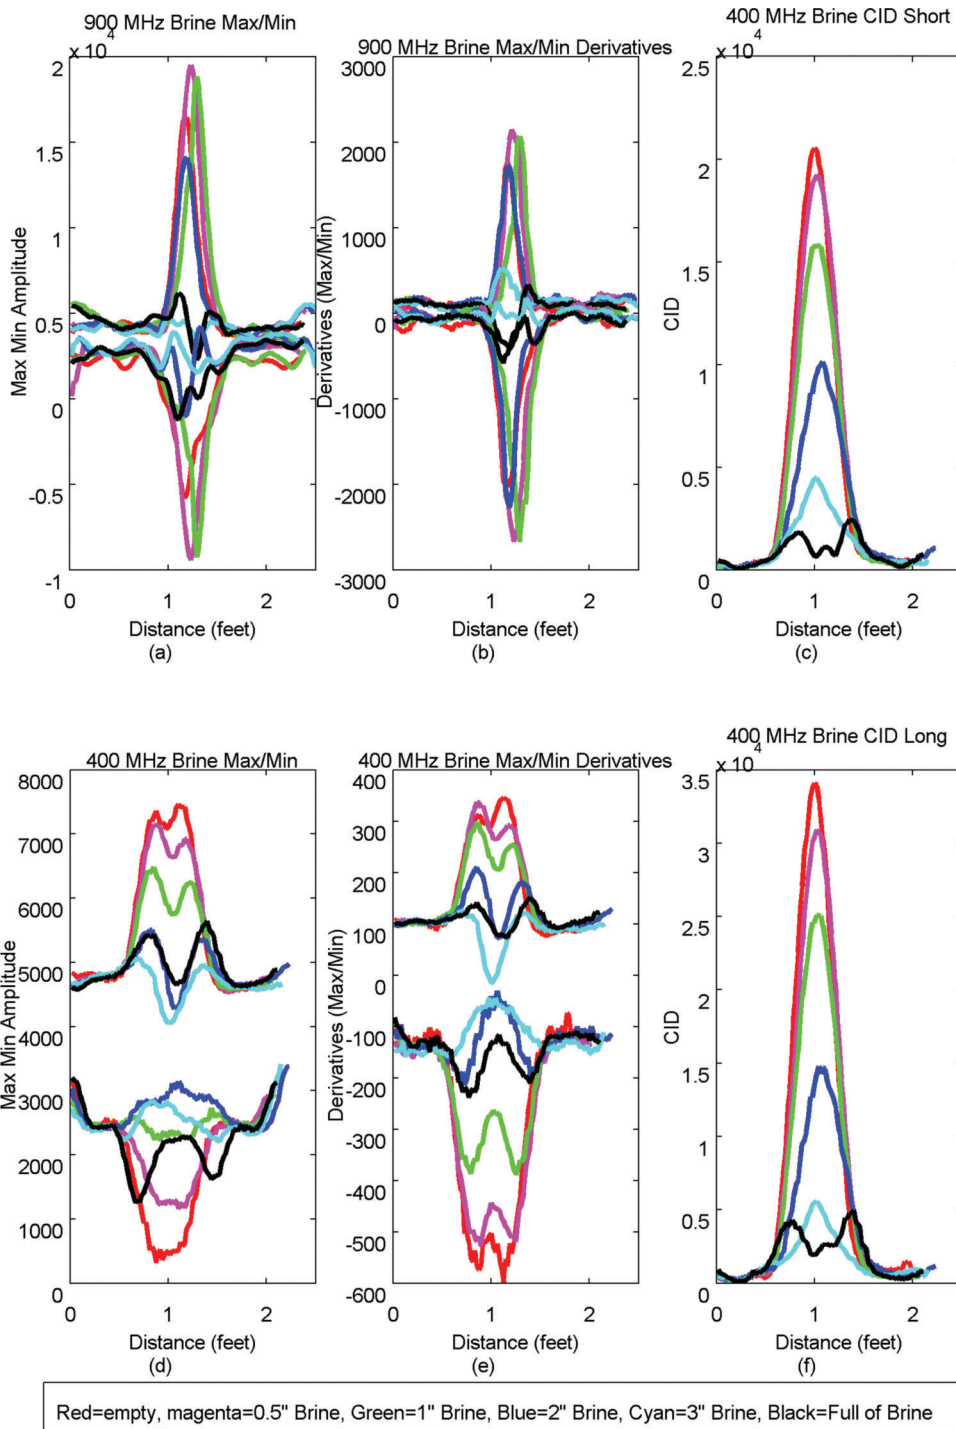 900 MHz Brine Max/Min
x 10^4
2
1.5
1
0.5
0
-0.5
-1
Max Min Amplitude
0 1 2
Distance (feet)
(a)
900 MHz Brine Max/Min Derivatives
3000
2000
1000
0
-1000
-2000
-3000
Derivatives (Max/Min)
0 1 2
Distance (feet)
(b)
400 MHz Brine CID Short
x 10^4
2.5
2
1.5
1
0.5
0
CID
0 1 2
Distance (feet)
(c)
400 MHz Brine Max/Min
8000
7000
6000
5000
4000
3000
2000
1000
0
Max Min Amplitude
0 1 2
Distance (feet)
(d)
400 MHz Brine Max/Min Derivatives
400
300
200
100
0
-100
-200
-300
-400
-500
-600
Derivatives (Max/Min)
0 1 2
Distance (feet)
(e)
400 MHz Brine CID Long
x 10^4
3.5
3
2.5
2
1.5
1
0.5
0
CID
0 1 2
Distance (feet)
(f)
Red=empty, magenta=0.5" Brine, Green=1" Brine, Blue=2" Brine, Cyan=3" Brine, Black=Full of Brine